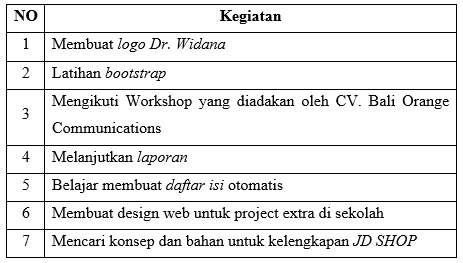 NO Kegiatan
1 Membuat logo Dr. Widana
2 Latihan bootstrap
3 Mengikuti Workshop yang diadakan oleh CV. Bali Orange
Communications
4 Melanjutkan laporan
5 Belajar membuat daftar isi otomatis
6 Membuat design web untuk project extra di sekolah
7 Mencari konsep dan bahan untuk kelengkapan JD SHOP